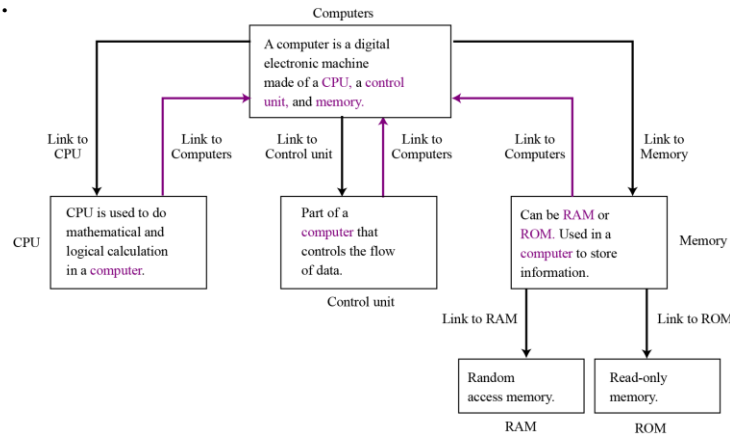 •
Computers
A computer is a digital
electronic machine
made of a CPU, a control
unit, and memory.
Link to
CPU
Link to
Computers
Link to
Control unit
Link to
Computers
Link to
Computers
Link to
Memory
CPU
CPU is used to do
mathematical and
logical calculation
in a computer.
Part of a
computer that
controls the flow
of data.
Control unit
Can be RAM or
ROM. Used in a
computer to store
information.
Memory
Link to RAM
Link to ROM
Random
access memory.
RAM
Read-only
memory.
ROM